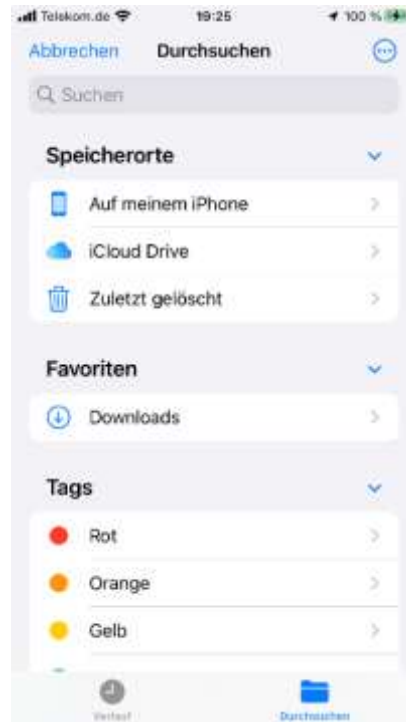 Telekom.de 19:25 100 %
Abbrechen Durchsuchen
Suchen
Speicherorte
Auf meinem iPhone
iCloud Drive
Zuletzt gelöscht
Favoriten
Downloads
Tags
Rot
Orange
Gelb
Verlauf Durchsuchen